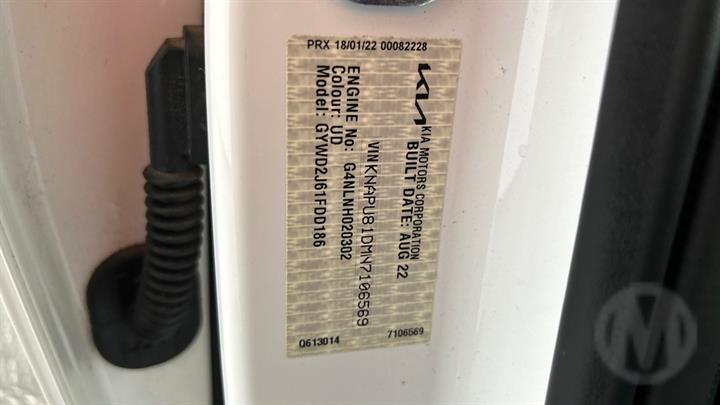 PRX 18/01/22 00082228
KIA
KIA MOTORS CORPORATION
BUILT DATE: AUG 22
VIN KNAPU81DMN7106569
ENGINE No: G4NLNH020302
Colour: UD
Model: GYWD2J61FDD186
Q613014
7106569
M